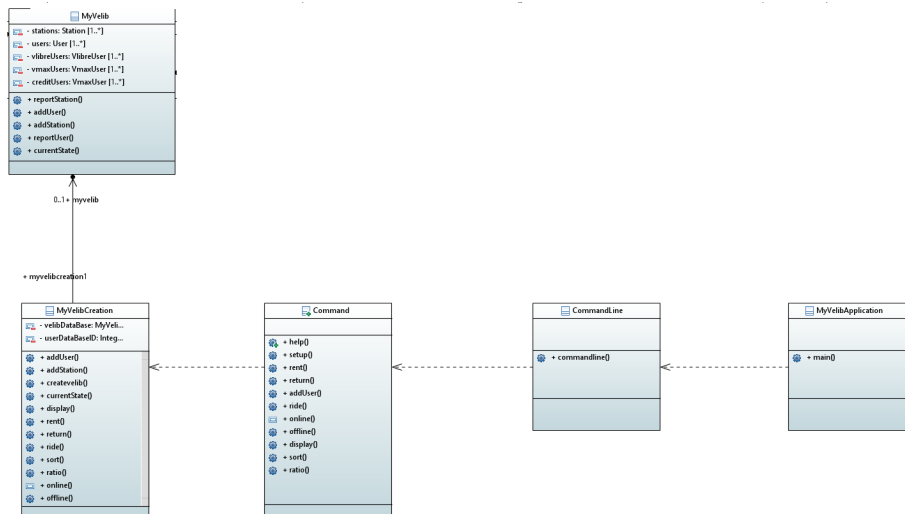 MyVelib
- stations: Station [1..*]
- users: User [1..*]
- vlibreUsers: VlibreUser [1..*]
- vmaxUsers: VmaxUser [1..*]
- creditUsers: VmaxUser [1..*]
+ reportStation()
+ addUser()
+ addStation()
+ reportUser()
+ currentState()
0..1+ myvelib
+ myvelibcreation1
MyVelibCreation
- velibDataBase: MyVeli...
- userDataBaseID: Integ...
+ addUser()
+ addStation()
+ createvelib()
+ currentState()
+ display()
+ rent()
+ return()
+ ride()
+ sort()
+ ratio()
+ online()
+ offline()
Command
+ help()
+ setup()
+ rent()
+ return()
+ addUser()
+ ride()
+ online()
+ offline()
+ display()
+ sort()
+ ratio()
CommandLine
+ commandline()
MyVelibApplication
+ main()